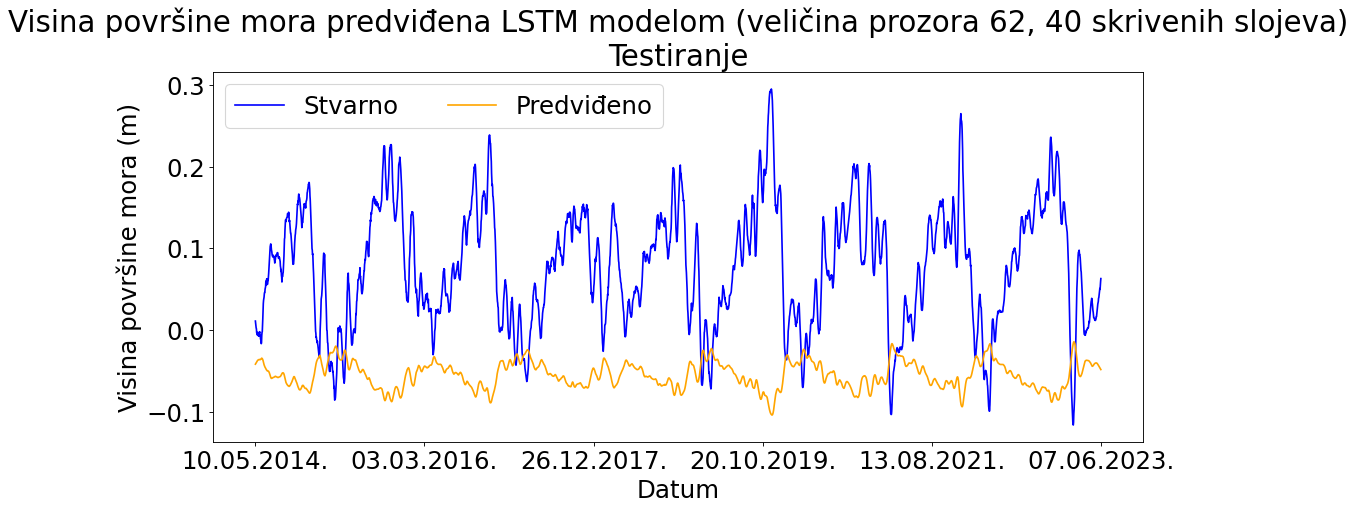 Visina površine mora predviđena LSTM modelom (veličina prozora 62, 40 skrivenih slojeva)
Testiranje
Stvarno Predviđeno
Visina površine mora (m)
0.3
0.2
0.1
0.0
−0.1
10.05.2014. 03.03.2016. 26.12.2017. 20.10.2019. 13.08.2021. 07.06.2023.
Datum